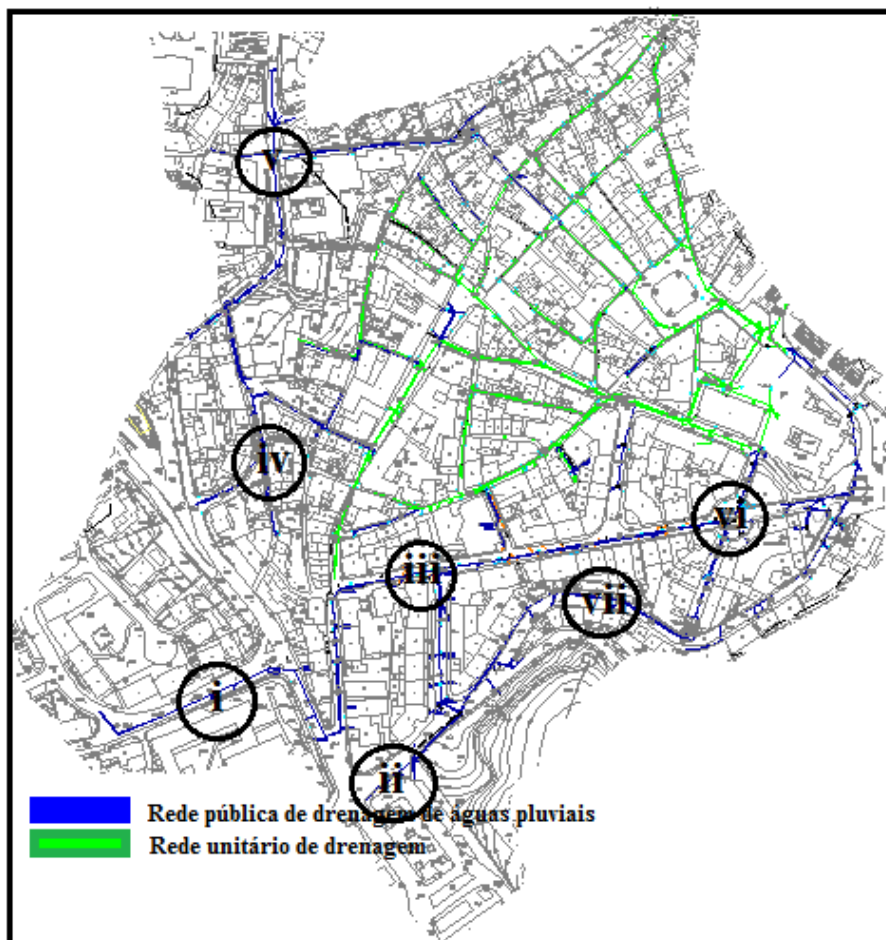 v
iv
vi
iii
vii
i
ii
Rede pública de drenagem de águas pluviais
Rede unitário de drenagem